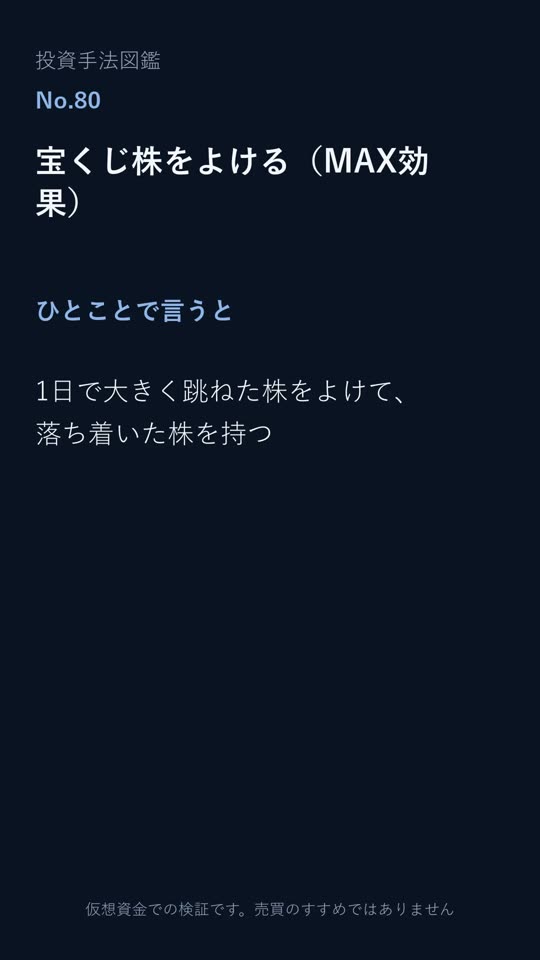 投資手法図鑑
No.80
宝くじ株をよける（MAX効
果）
ひとことで言うと
1日で大きく跳ねた株をよけて、
落ち着いた株を持つ
仮想資金での検証です。売買のすすめではありません